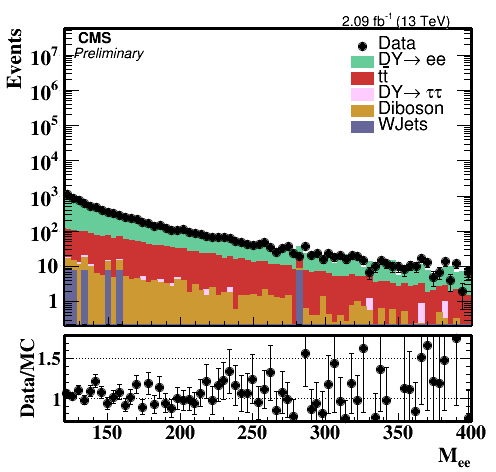 2.09 fb⁻¹ (13 TeV)
CMS
Preliminary
Events
10⁷
10⁶
10⁵
10⁴
10³
10²
10
1
Data
DY→ ee
tt̄
DY→ ττ
Diboson
WJets
Data/MC
1.5
1
150 200 250 300 350 400
Mₑₑ